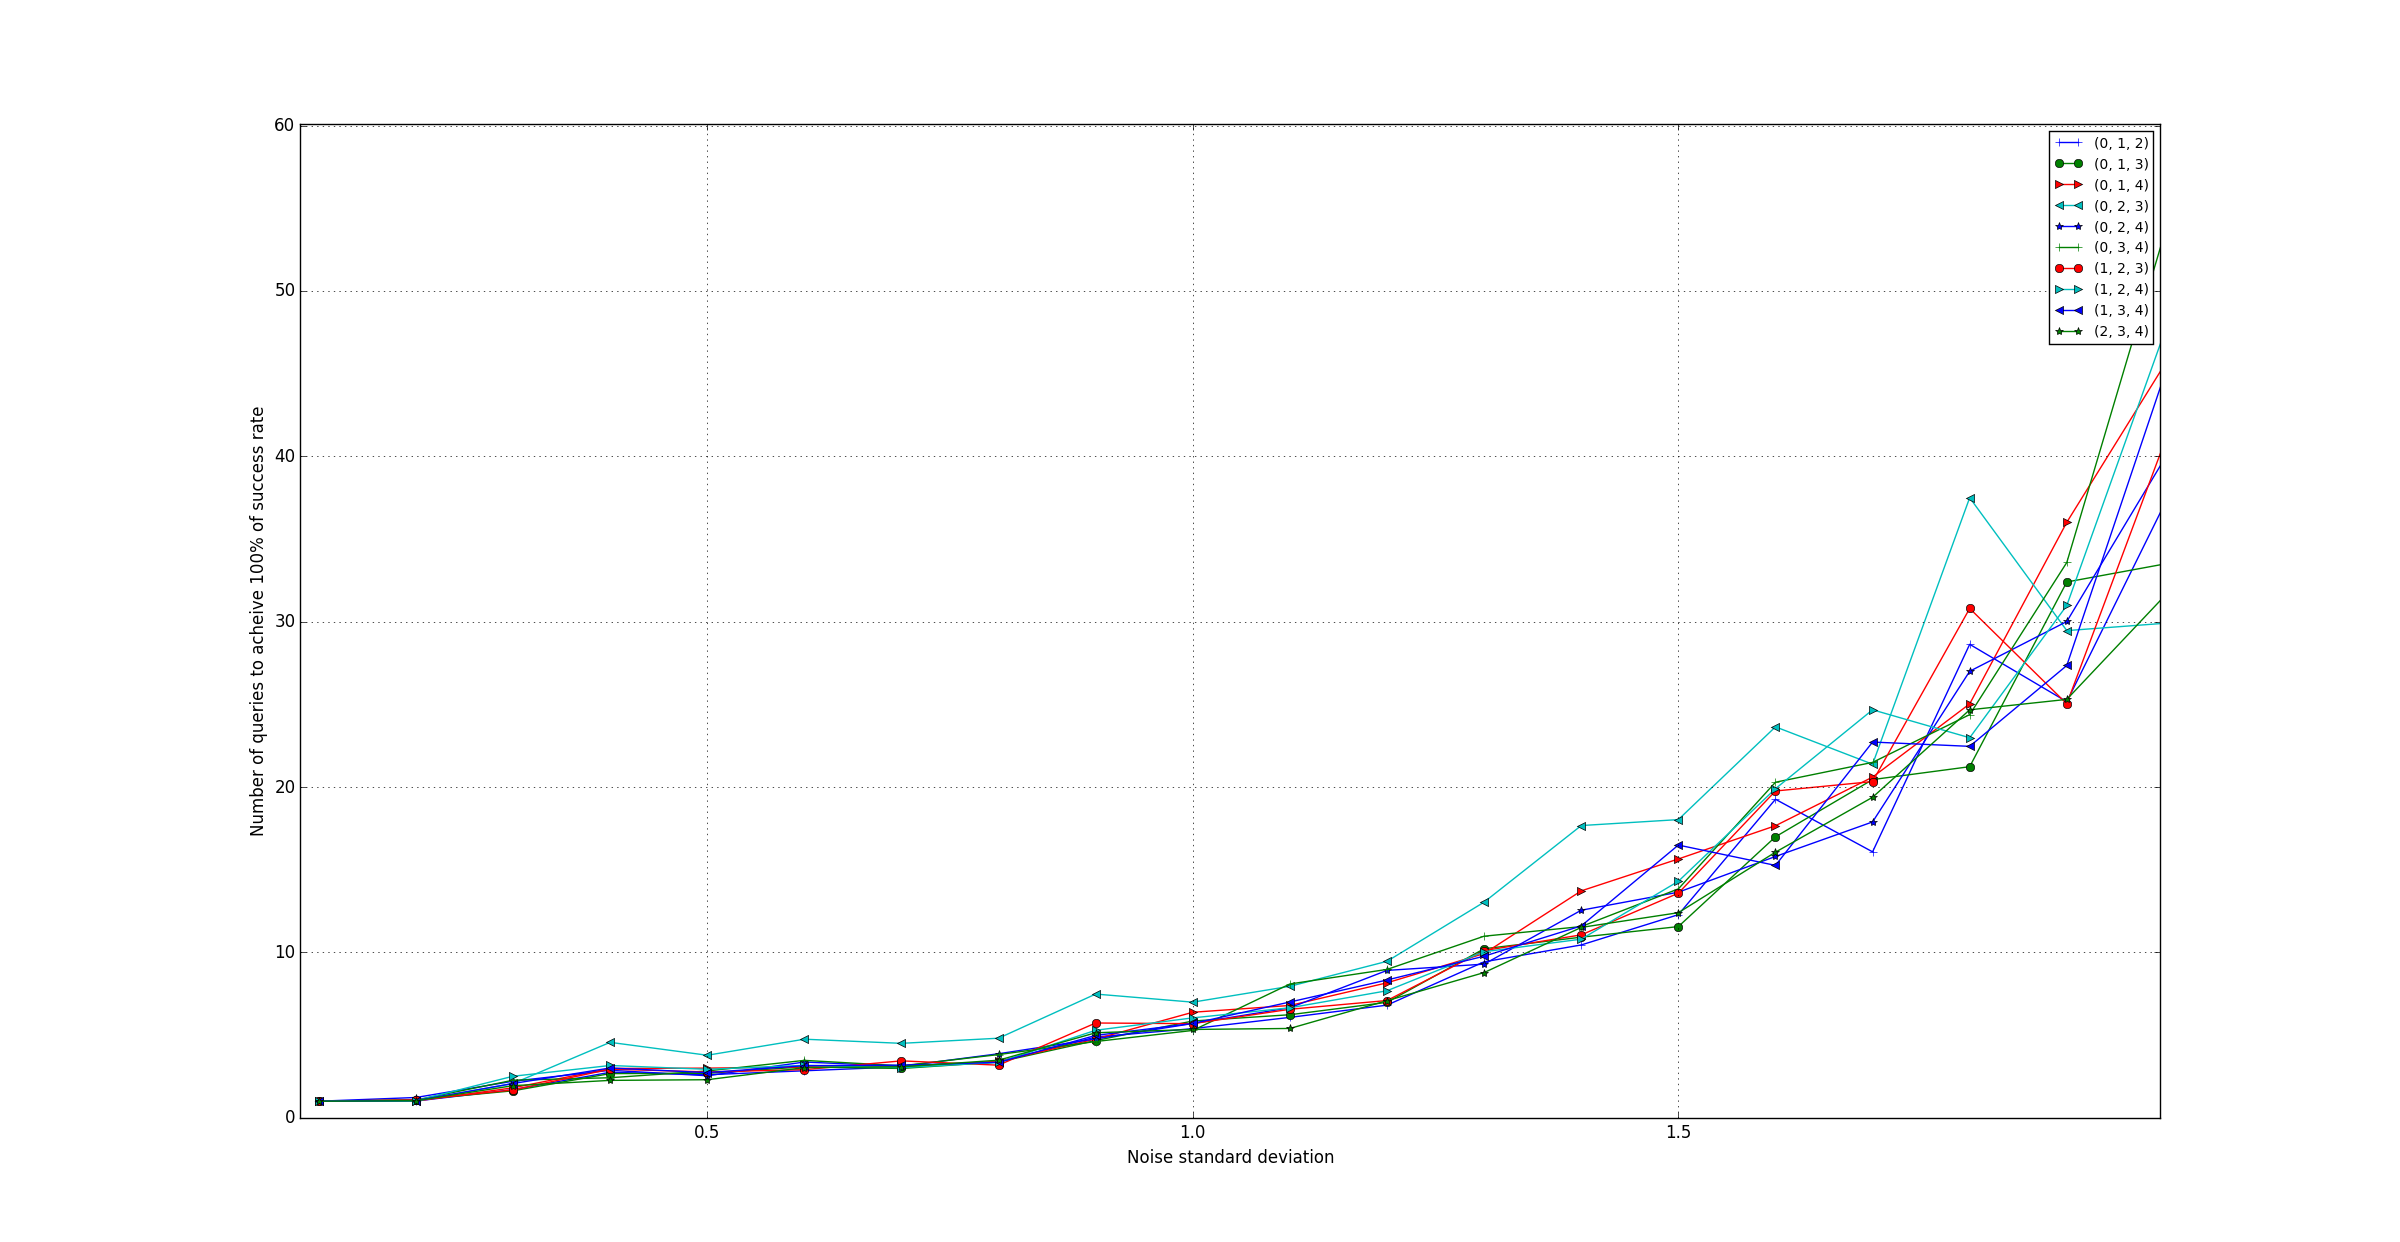 60
50
40
30
20
10
0
0.5 1.0 1.5
Number of queries to acheive 100% of success rate
Noise standard deviation
(0, 1, 2)
(0, 1, 3)
(0, 1, 4)
(0, 2, 3)
(0, 2, 4)
(0, 3, 4)
(1, 2, 3)
(1, 2, 4)
(1, 3, 4)
(2, 3, 4)